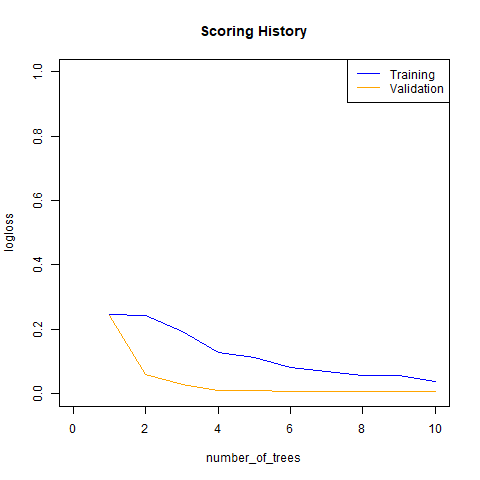 Scoring History
Training
Validation
logloss
1.0
0.8
0.6
0.4
0.2
0.0
0 2 4 6 8 10
number_of_trees